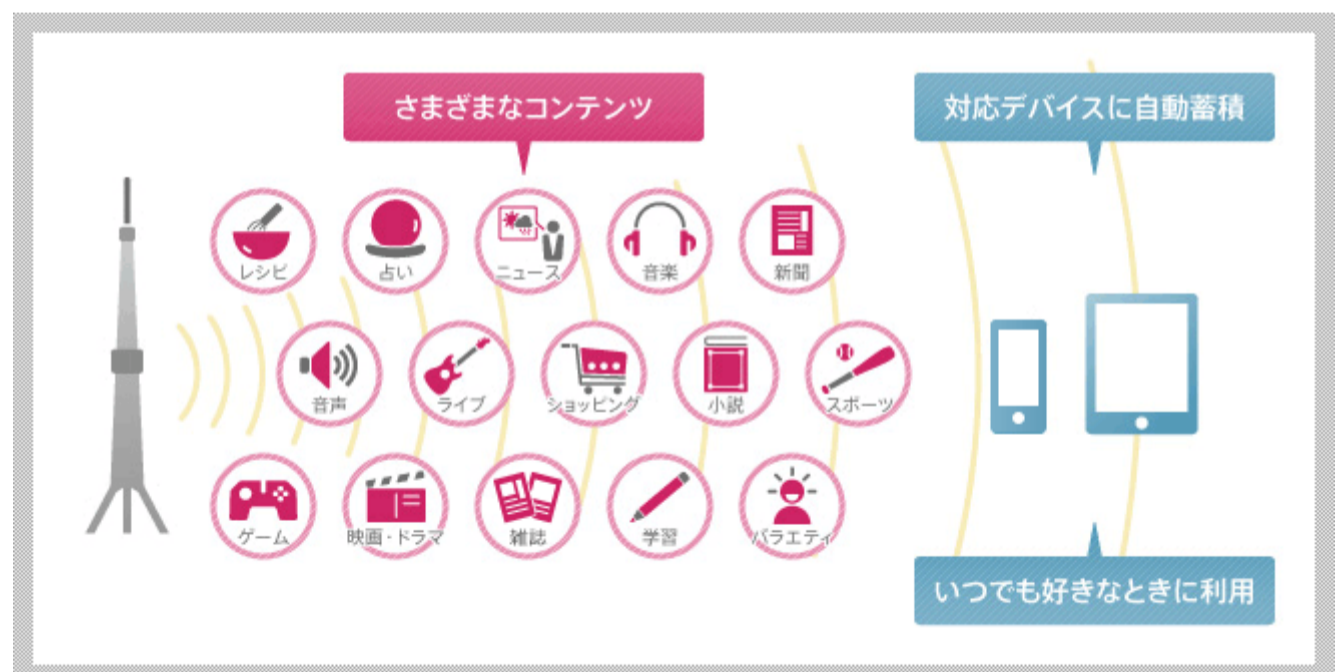 さまざまなコンテンツ
対応デバイスに自動蓄積
レシピ
占い
ニュース
音楽
新聞
音声
ライブ
ショッピング
小説
スポーツ
ゲーム
映画・ドラマ
雑誌
学習
バラエティ
いつでも好きなときに利用